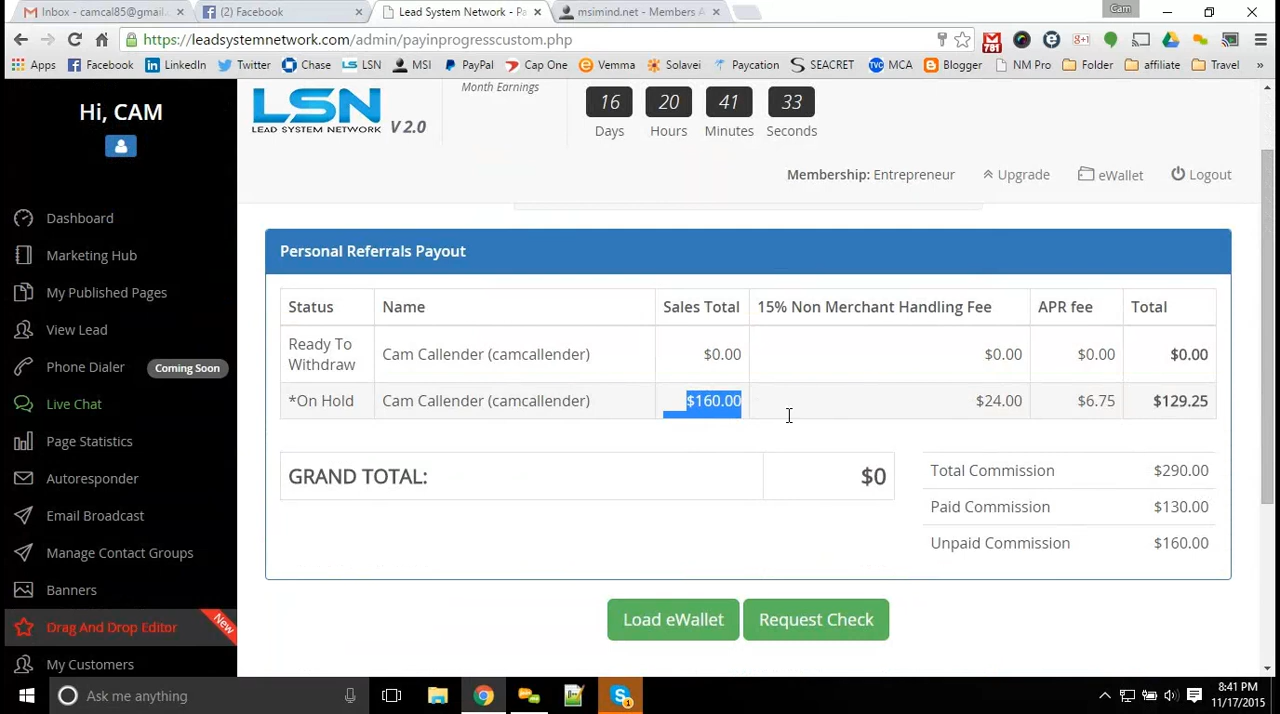 Inbox - camcal85@gmail. × (2) Facebook × Lead System Network - Pa × msimind.net - Members A × Cam
https://leadsystemnetwork.com/admin/payinprogresscustom.php 781
Apps Facebook LinkedIn Twitter Chase LSN MSI PayPal Cap One Vemma Solavei Paycation SEACRET MCA Blogger NM Pro Folder affiliate Travel »
Hi, CAM
LSN
LEAD SYSTEM NETWORK V 2.0
Month Earnings
16 20 41 33
Days Hours Minutes Seconds
Membership: Entrepreneur Upgrade eWallet Logout
Dashboard
Marketing Hub
My Published Pages
View Lead
Phone Dialer Coming Soon
Live Chat
Page Statistics
Autoresponder
Email Broadcast
Manage Contact Groups
Banners
Drag And Drop Editor New
My Customers
Personal Referrals Payout
Status Name Sales Total 15% Non Merchant Handling Fee APR fee Total
Ready To Withdraw Cam Callender (camcallender) $0.00 $0.00 $0.00 $0.00
*On Hold Cam Callender (camcallender) $160.00 $24.00 $6.75 $129.25
GRAND TOTAL: $0
Total Commission $290.00
Paid Commission $130.00
Unpaid Commission $160.00
Load eWallet Request Check
Ask me anything
8:41 PM
11/17/2015